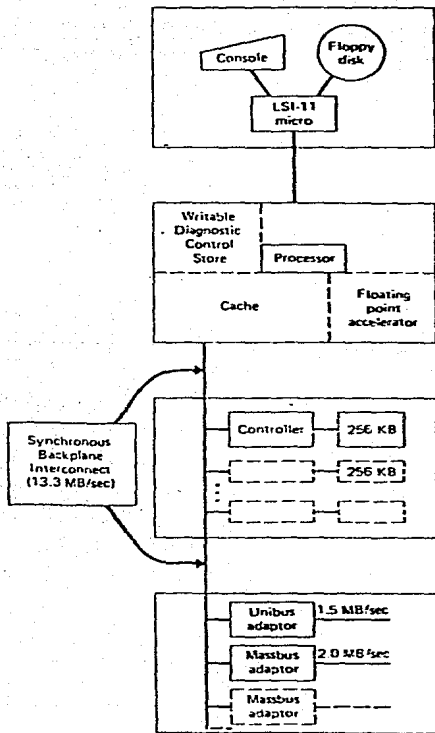 Console
Floppy
disk
LSI-11
micro
Writable
Diagnostic
Control
Store
Processor
Cache
Floating
point
accelerator
Synchronous
Backplane
Interconnect
(13.3 MB/sec)
Controller
256 KB
256 KB
Unibus
adaptor
1.5 MB/sec
Massbus
adaptor
2.0 MB/sec
Massbus
adaptor